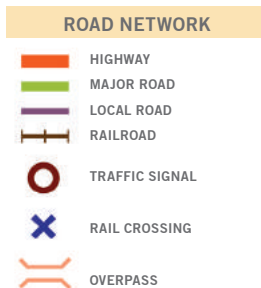 ROAD NETWORK
HIGHWAY
MAJOR ROAD
LOCAL ROAD
RAILROAD
TRAFFIC SIGNAL
RAIL CROSSING
OVERPASS